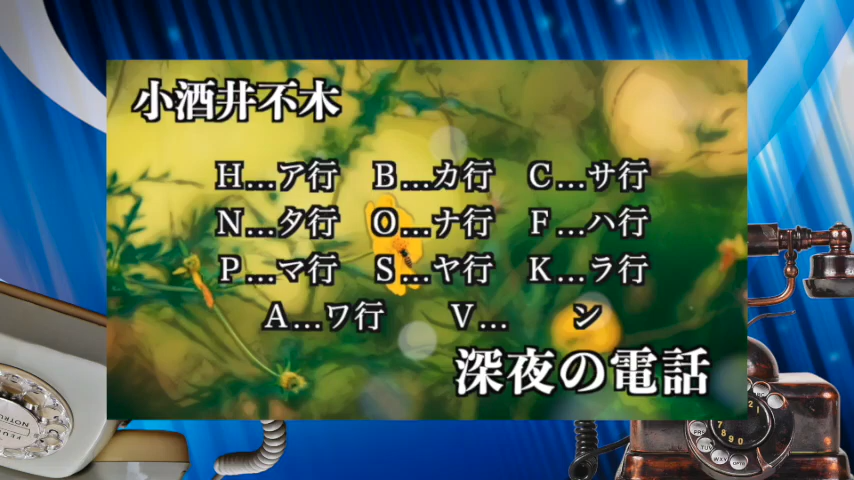 小酒井不木
H…ア行 B…カ行 C…サ行
N…タ行 O…ナ行 F…ハ行
P…マ行 S…ヤ行 K…ラ行
A…ワ行 V… ン
深夜の電話